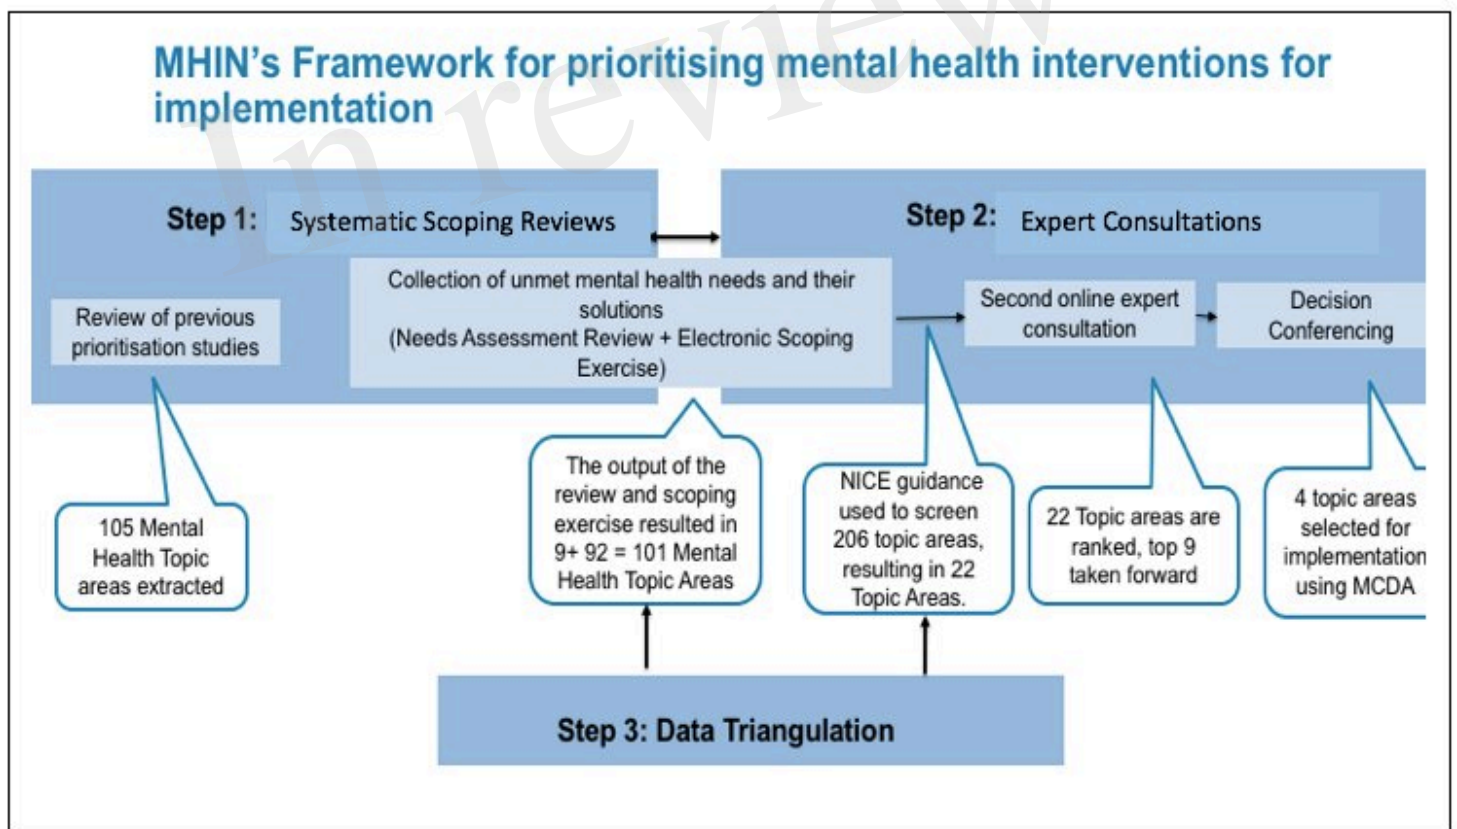 MHIN's Framework for prioritising mental health interventions for
implementation
In review
Step 1: Systematic Scoping Reviews
Step 2: Expert Consultations
Review of previous
prioritisation studies
Collection of unmet mental health needs and their
solutions
(Needs Assessment Review + Electronic Scoping
Exercise)
Second online expert
consultation
Decision
Conferencing
105 Mental
Health Topic
areas extracted
The output of the
review and scoping
exercise resulted in
9+ 92 = 101 Mental
Health Topic Areas
NICE guidance
used to screen
206 topic areas,
resulting in 22
Topic Areas.
22 Topic areas are
ranked, top 9
taken forward
4 topic areas
selected for
implementation
using MCDA
Step 3: Data Triangulation